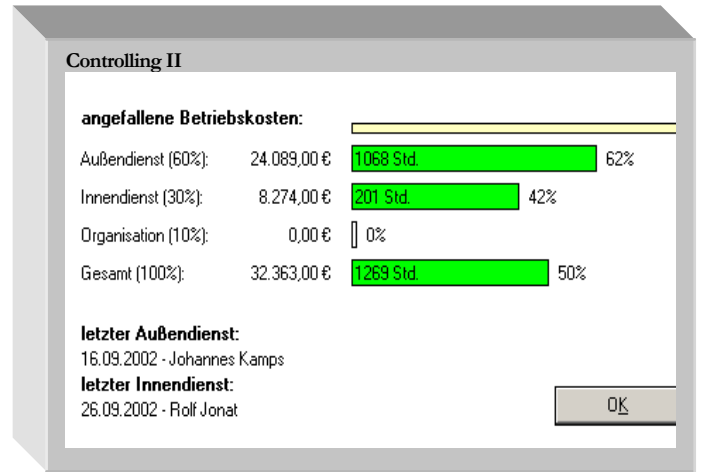 Controlling II
angefallene Betriebskosten:
Außendienst (60%): 24.089,00 € 1068 Std. 62%
Innendienst (30%): 8.274,00 € 201 Std. 42%
Organisation (10%): 0,00 € 0%
Gesamt (100%): 32.363,00 € 1269 Std. 50%
letzter Außendienst:
16.09.2002 - Johannes Kamps
letzter Innendienst:
26.09.2002 - Rolf Jonat
OK